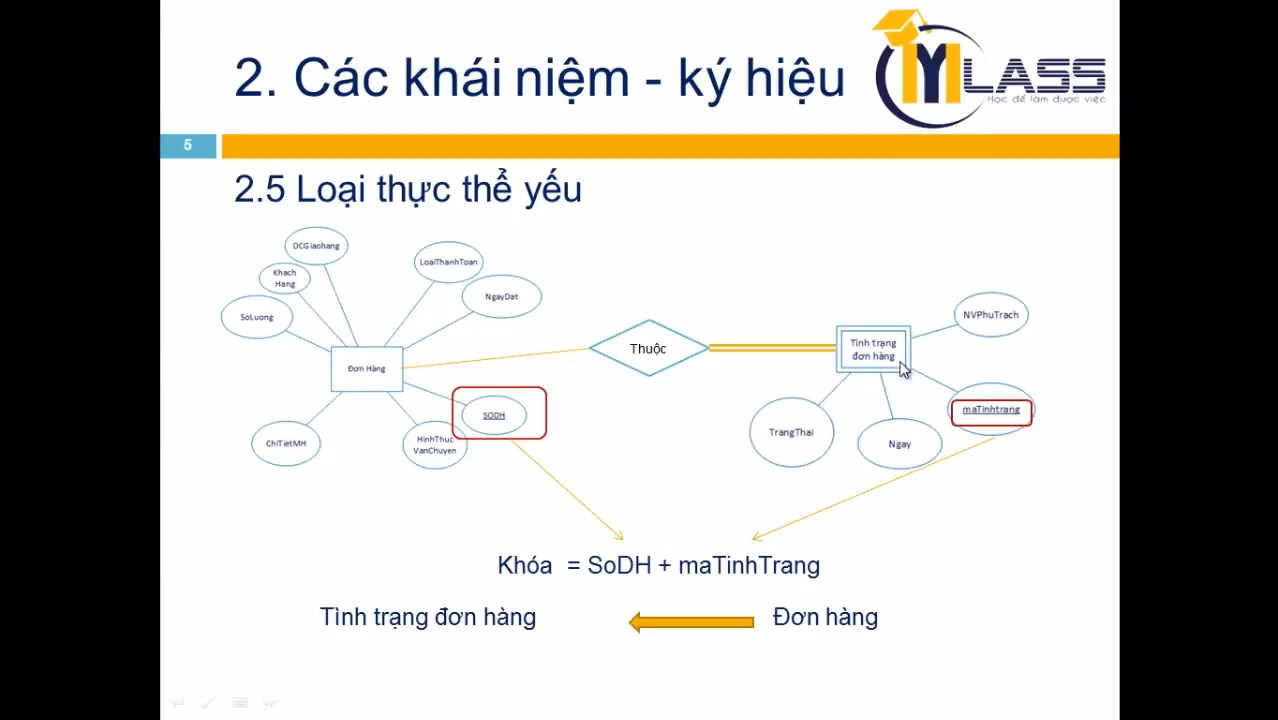 2. Các khái niệm - ký hiệu
MYLASS
Học để làm được việc
5
2.5 Loại thực thể yếu
DCGiaohang
Khach
Hang
SoLuong
LoaiThanhToan
NgayDat
Đơn Hàng
SODH
ChiTietMH
HinhThuc
VanChuyen
Thuộc
Tình trạng
đơn hàng
NVPhuTrach
maTinhtrang
TrangThai
Ngay
Khóa = SoDH + maTinhTrang
Tình trạng đơn hàng
Đơn hàng